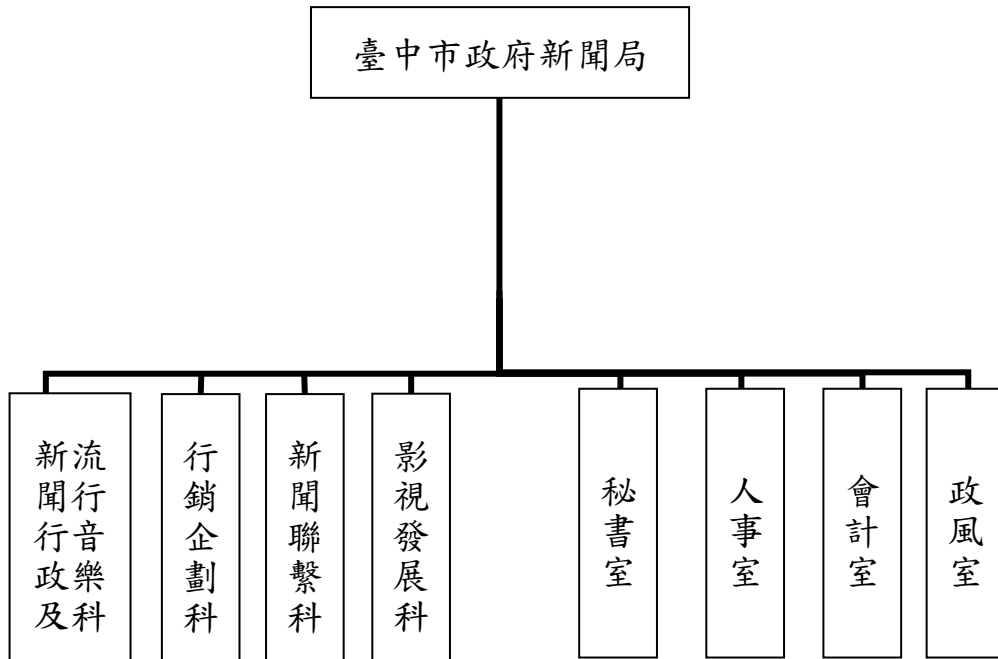 臺中市政府新聞局
新聞行政及
流行音樂科
行銷企劃科
新聞聯繫科
影視發展科
秘書室
人事室
會計室
政風室